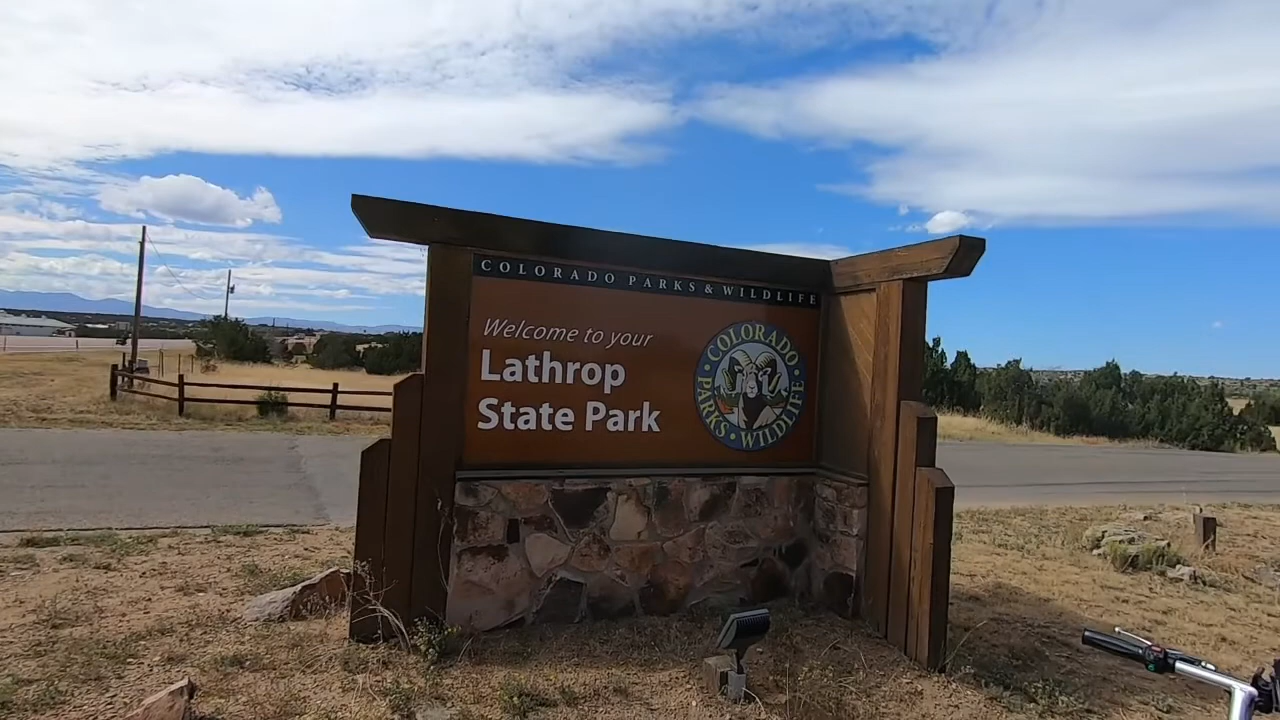 COLORADO PARKS & WILDLIFE
Welcome to your
Lathrop
State Park
COLORADO
PARKS • WILDLIFE